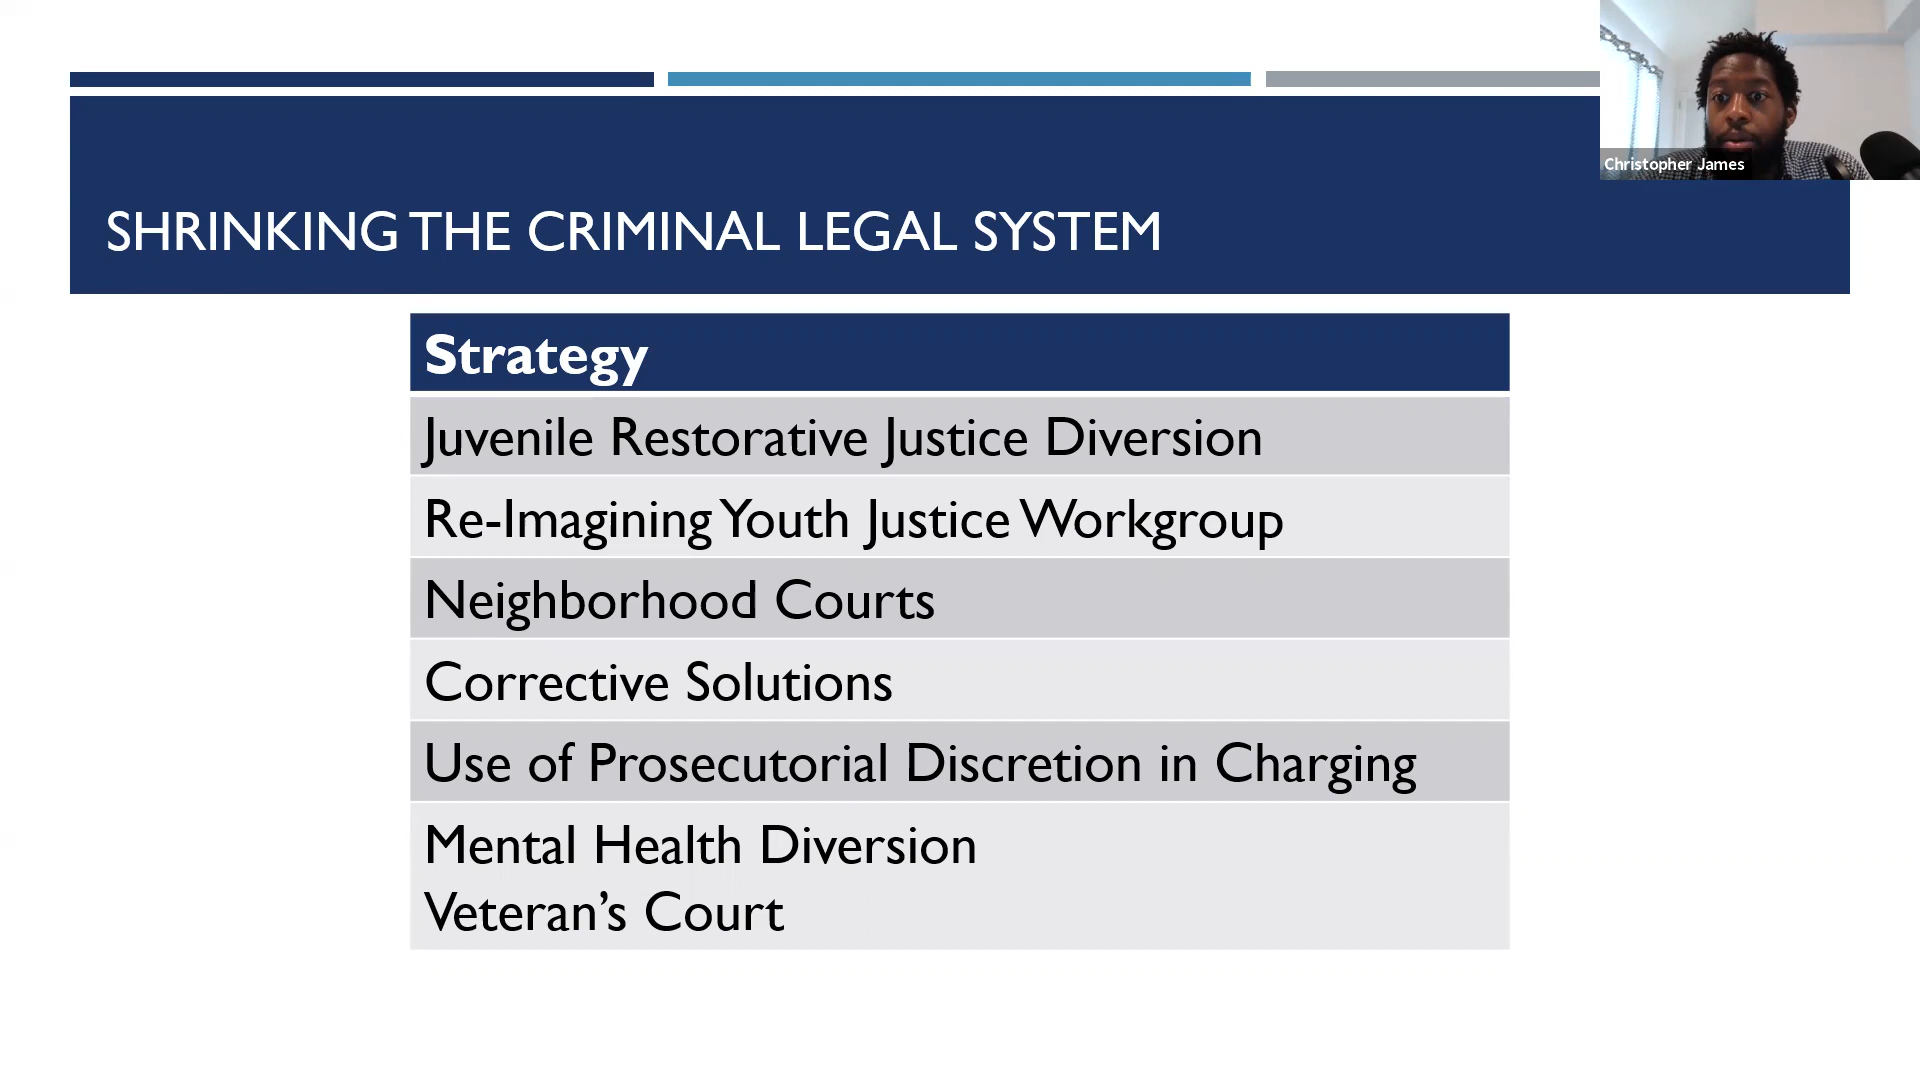 Christopher James
SHRINKING THE CRIMINAL LEGAL SYSTEM
Strategy
Juvenile Restorative Justice Diversion
Re-Imagining Youth Justice Workgroup
Neighborhood Courts
Corrective Solutions
Use of Prosecutorial Discretion in Charging
Mental Health Diversion
Veteran’s Court